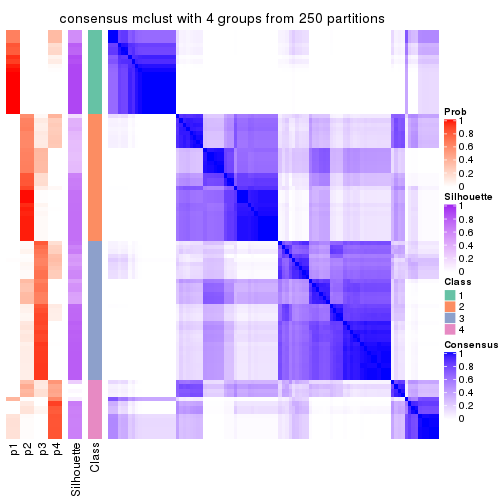 consensus mclust with 4 groups from 250 partitions
Prob
1
0.8
0.6
0.4
0.2
0
Silhouette
1
0.8
0.6
0.4
0.2
0
Class
1
2
3
4
Consensus
1
0.8
0.6
0.4
0.2
0
p1
p2
p3
p4
Silhouette
Class